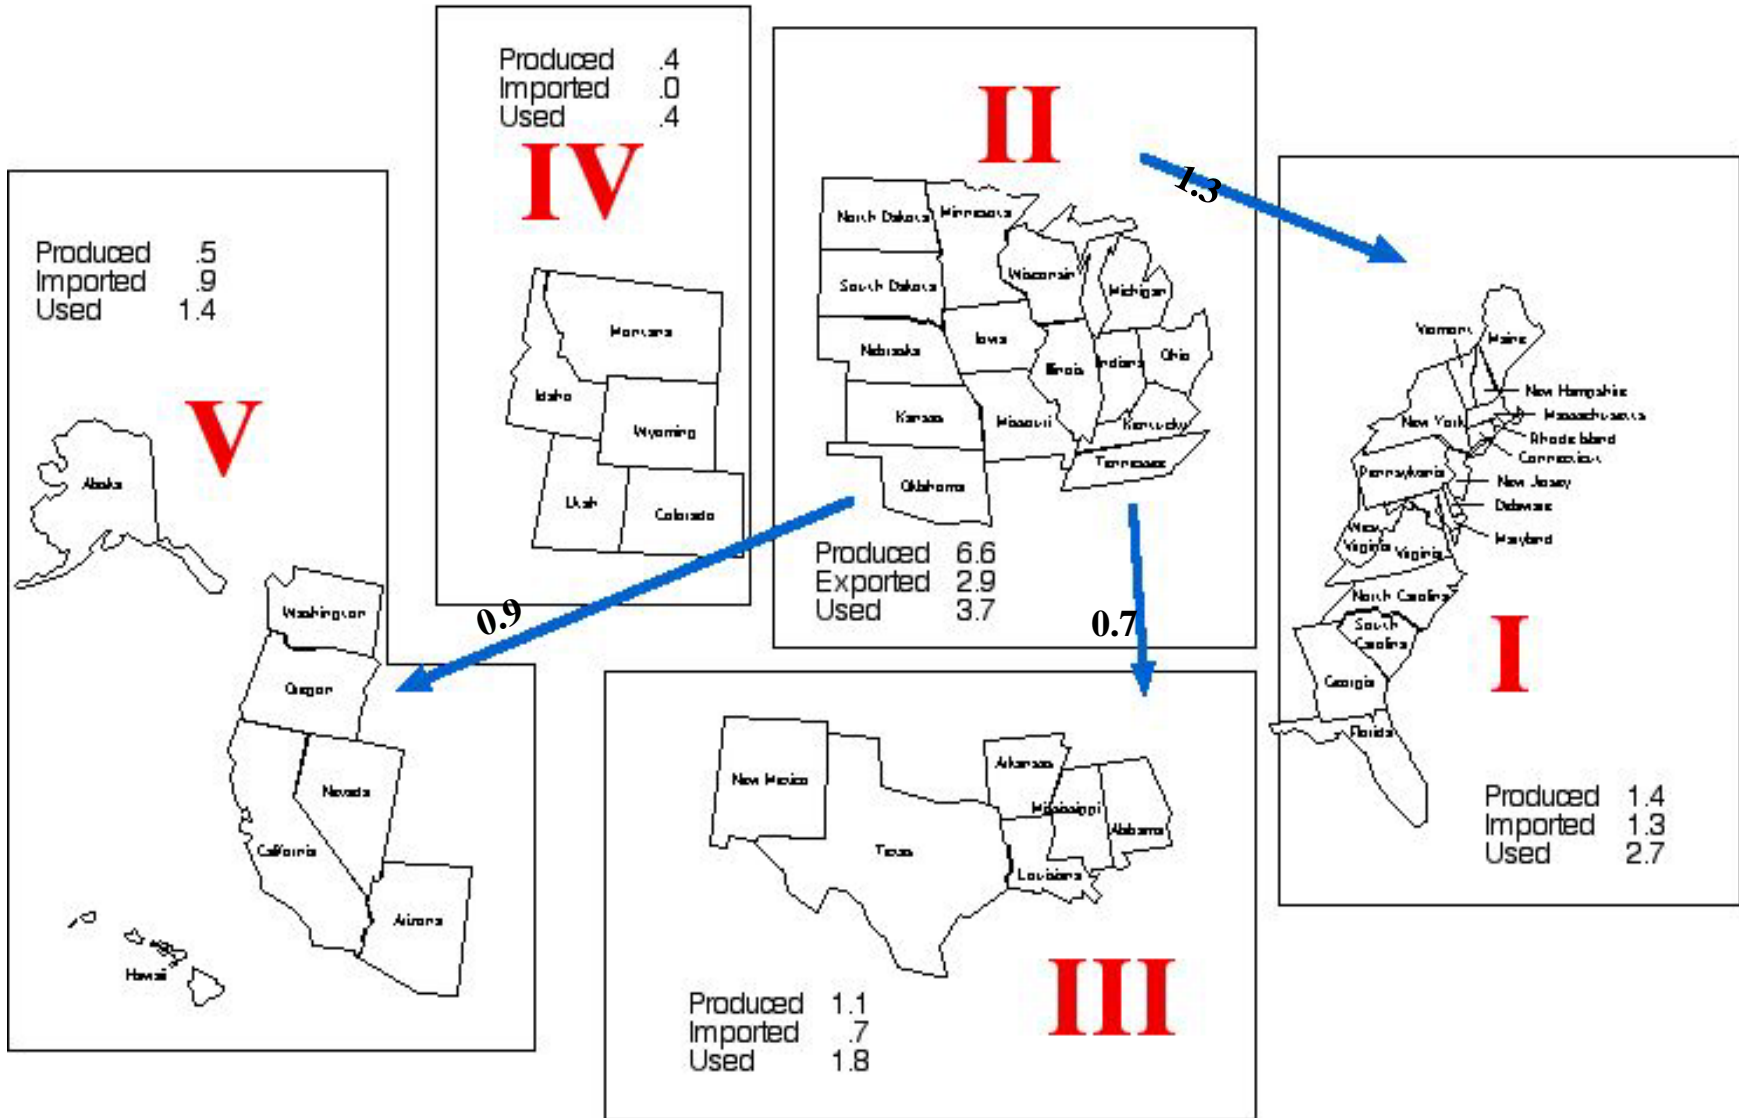 Produced .4
Imported .0
Used .4
IV
II
1.3
Produced .5
Imported .9
Used 1.4
V
North Dakota
Minnesota
South Dakota
Wisconsin
Michigan
Nebraska
Iowa
Illinois
Indiana
Ohio
Kansas
Missouri
Kentucky
Tennessee
Oklahoma
Montana
Idaho
Wyoming
Utah
Colorado
Vermont
Maine
New Hampshire
Massachusetts
New York
Rhode Island
Connecticut
Pennsylvania
New Jersey
Delaware
West
Virginia
Virginia
Maryland
North Carolina
South
Carolina
Georgia
Florida
I
Alaska
Produced 6.6
Exported 2.9
Used 3.7
0.9
0.7
Washington
Oregon
Nevada
California
Arizona
Hawaii
New Mexico
Texas
Arkansas
Mississippi
Alabama
Louisiana
III
Produced 1.4
Imported 1.3
Used 2.7
Produced 1.1
Imported .7
Used 1.8